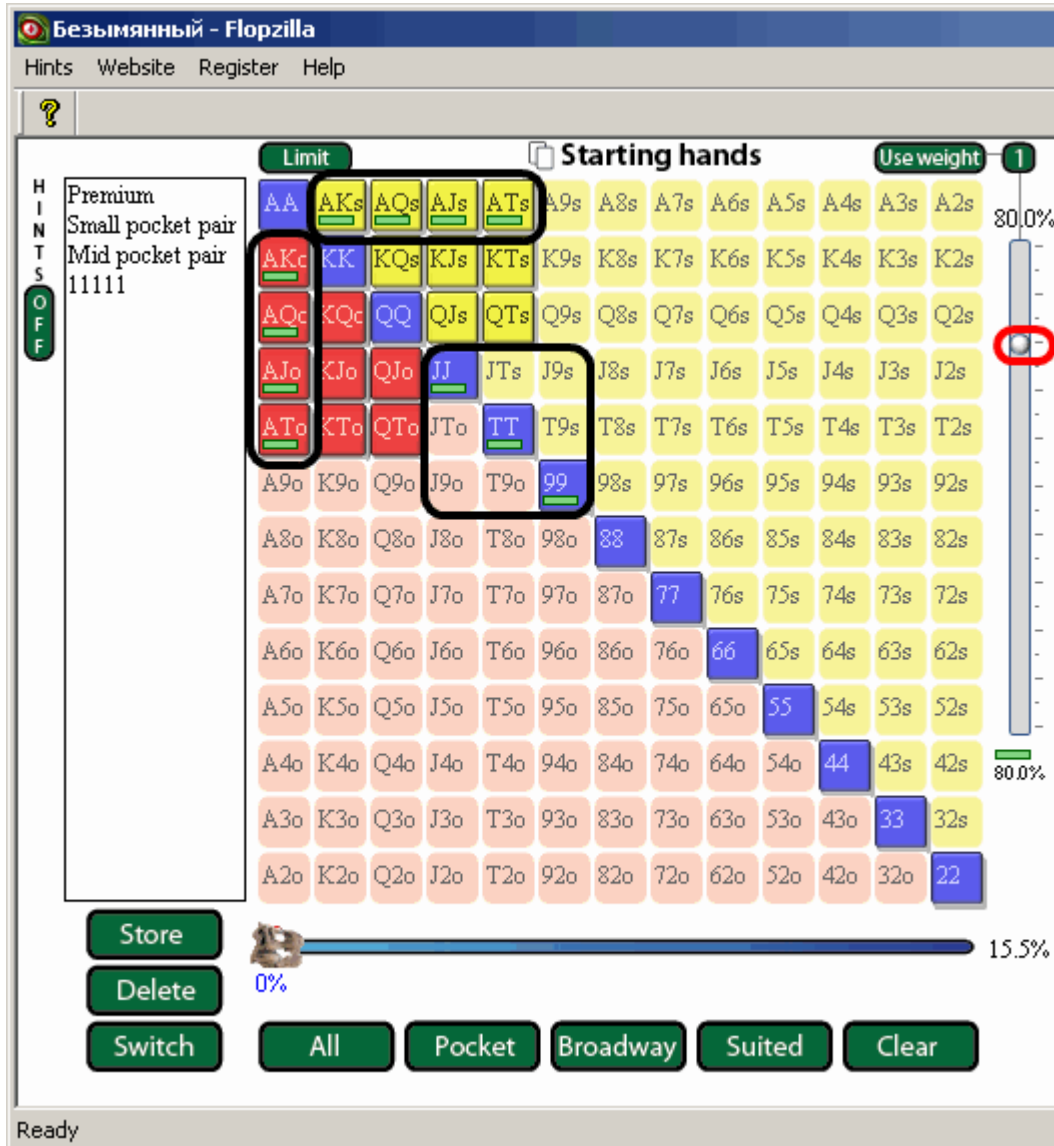 Безымянный - Flopzilla
Hints Website Register Help
Limit Starting hands Use weight 1
HINTS OFF
Premium
Small pocket pair
Mid pocket pair
11111
AA AKs AQs AJs ATs A9s A8s A7s A6s A5s A4s A3s A2s
80.0%
AKo KK KQs KJs KTs K9s K8s K7s K6s K5s K4s K3s K2s
AQo KQo QQ QJs QTs Q9s Q8s Q7s Q6s Q5s Q4s Q3s Q2s
AJo KJo QJo JJ JTs J9s J8s J7s J6s J5s J4s J3s J2s
ATo KTo QTo JTo TT T9s T8s T7s T6s T5s T4s T3s T2s
A9o K9o Q9o J9o T9o 99 98s 97s 96s 95s 94s 93s 92s
A8o K8o Q8o J8o T8o 98o 88 87s 86s 85s 84s 83s 82s
A7o K7o Q7o J7o T7o 97o 87o 77 76s 75s 74s 73s 72s
A6o K6o Q6o J6o T6o 96o 86o 76o 66 65s 64s 63s 62s
A5o K5o Q5o J5o T5o 95o 85o 75o 65o 55 54s 53s 52s
A4o K4o Q4o J4o T4o 94o 84o 74o 64o 54o 44 43s 42s
80.0%
A3o K3o Q3o J3o T3o 93o 83o 73o 63o 53o 43o 33 32s
A2o K2o Q2o J2o T2o 92o 82o 72o 62o 52o 42o 32o 22
15.5%
0%
Store
Delete
Switch
All Pocket Broadway Suited Clear
Ready